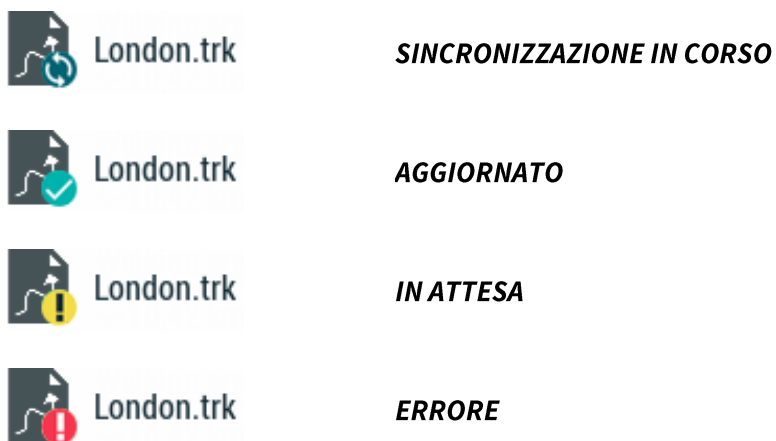 London.trk SINCRONIZZAZIONE IN CORSO
London.trk AGGIORNATO
London.trk IN ATTESA
London.trk ERRORE